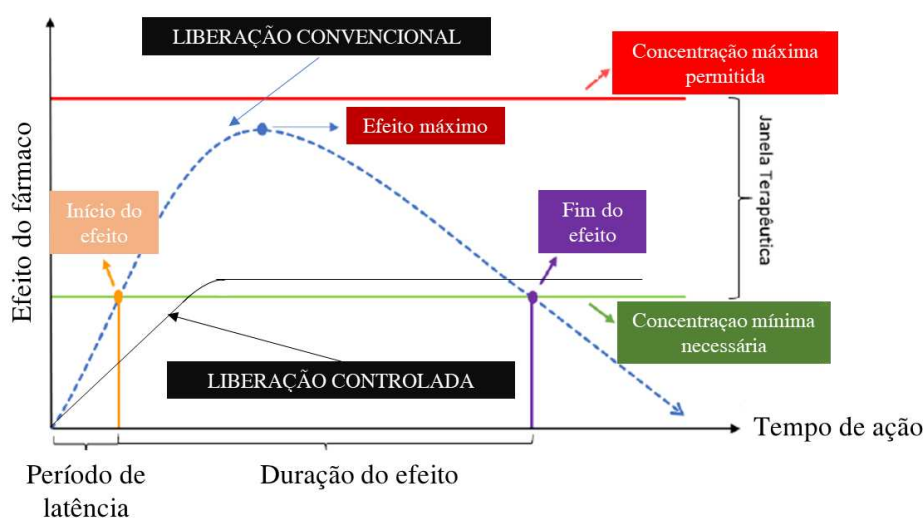 LIBERAÇÃO CONVENCIONAL
Concentração máxima
permitida
Efeito máximo
Janela Terapêutica
Efeito do fármaco
Início do
efeito
Fim do
efeito
Concentraçao mínima
necessária
LIBERAÇÃO CONTROLADA
Tempo de ação
Período de
latência
Duração do efeito